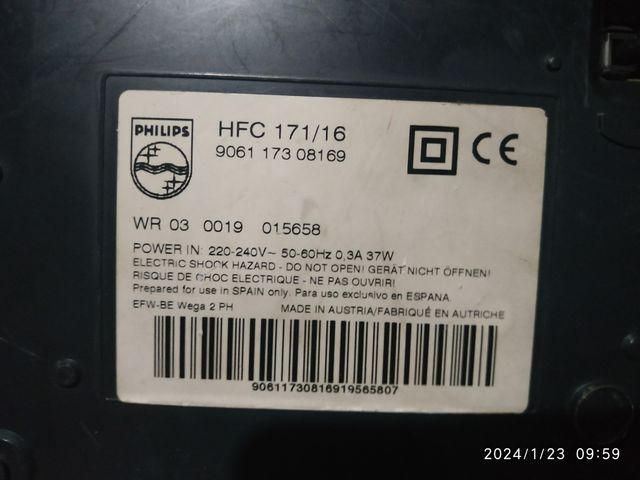 PHILIPS
HFC 171/16
9061 173 08169
CE
WR 03 0019 015658
POWER IN: 220-240V~ 50-60Hz 0,3A 37W
ELECTRIC SHOCK HAZARD - DO NOT OPEN! GERÄT NICHT ÖFFNEN!
RISQUE DE CHOC ELECTRIQUE - NE PAS OUVRIR!
Prepared for use in SPAIN only. Para uso exclusivo en ESPANA.
EFW-BE Wega 2 PH MADE IN AUSTRIA/FABRIQUÉ EN AUTRICHE
90611730816919565807
2024/1/23 09:59